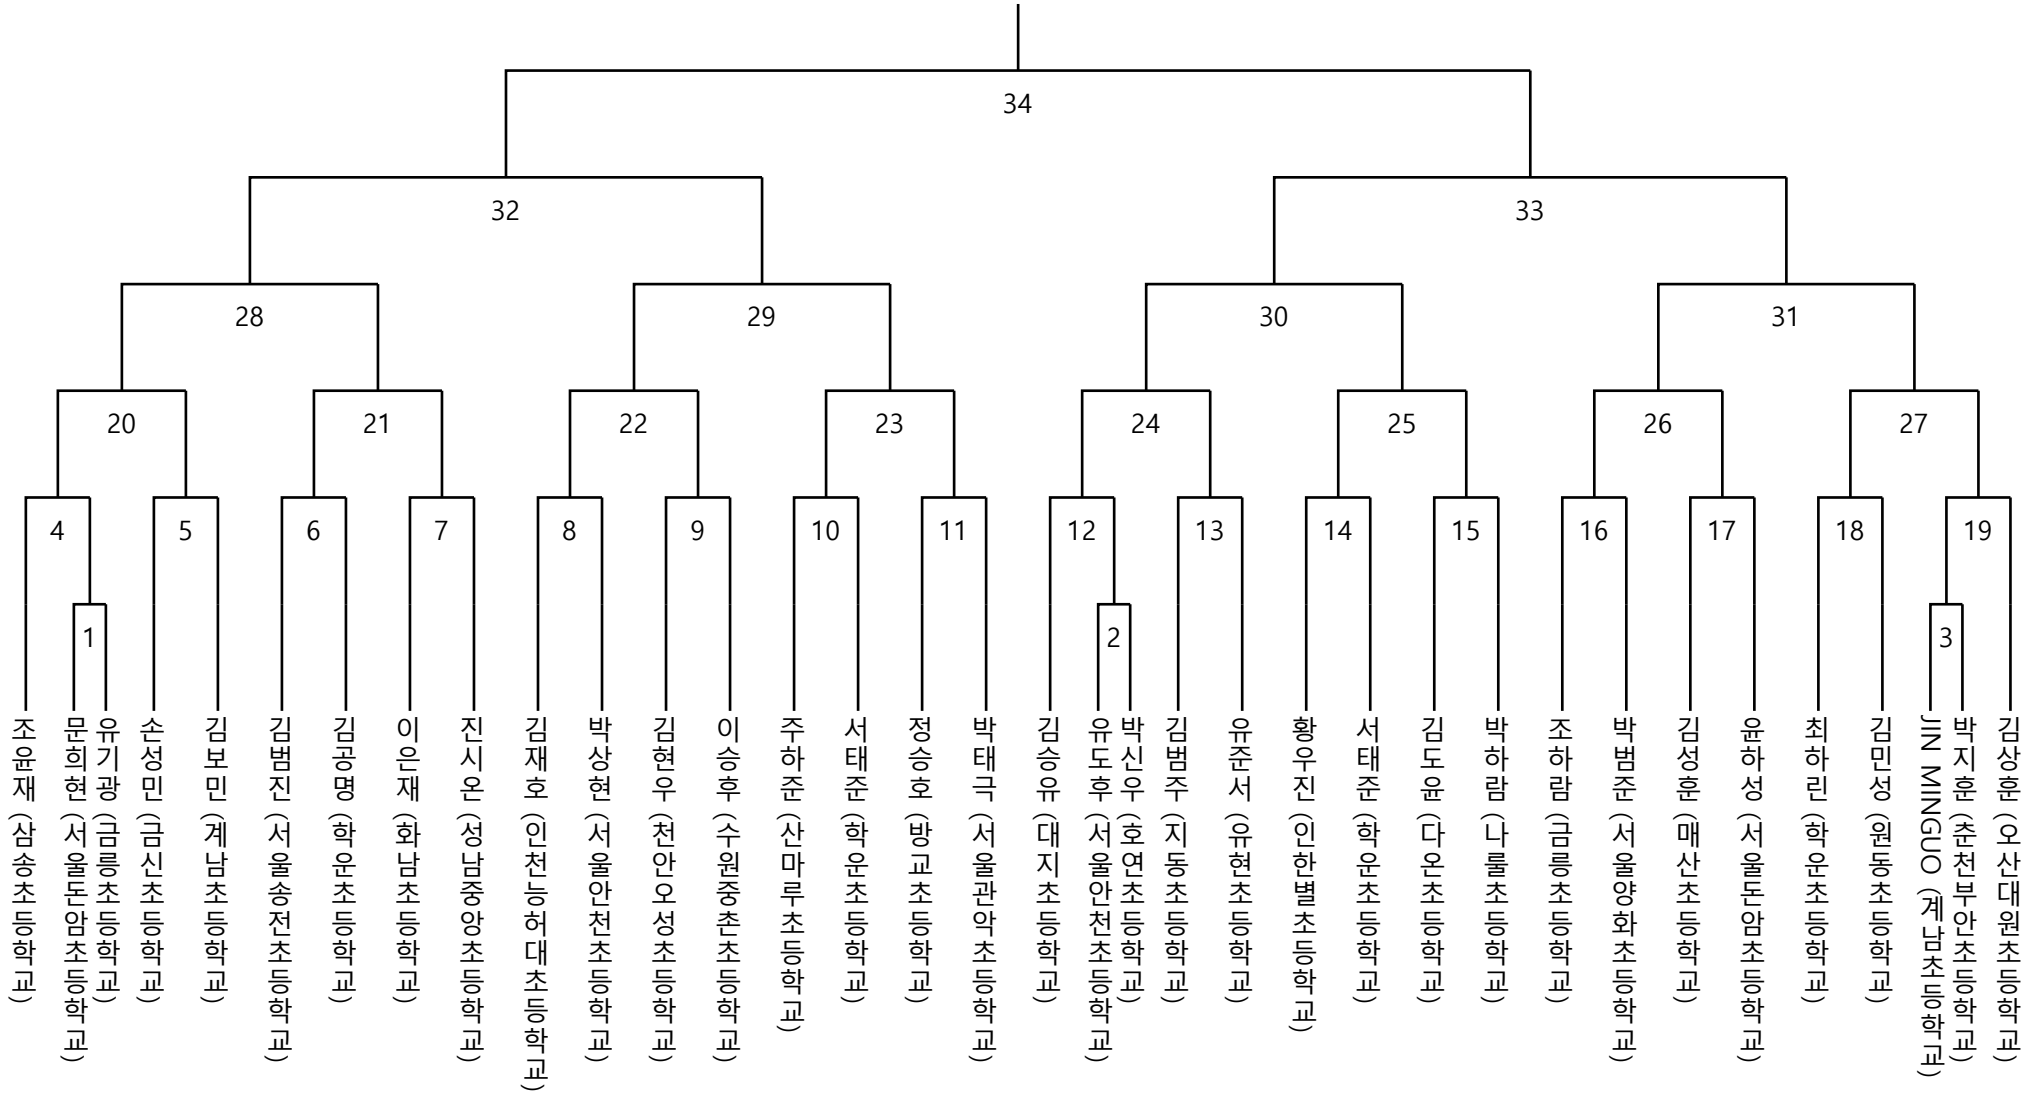 34
32
33
28
29
30
31
20
21
22
23
24
25
26
27
4
5
6
7
8
9
10
11
12
13
14
15
16
17
18
19
1
2
3
조윤재 (삼송초등학교)
문희현 (서울돈암초등학교)
유기광 (금릉초등학교)
손성민 (금신초등학교)
김보민 (계남초등학교)
김범진 (서울송전초등학교)
김공명 (학운초등학교)
이은재 (화남초등학교)
진시온 (성남중앙초등학교)
김재호 (인천능허대초등학교)
박상현 (서울안천초등학교)
김현우 (천안오성초등학교)
이승후 (수원중촌초등학교)
주하준 (산마루초등학교)
서태준 (학운초등학교)
정승호 (방교초등학교)
박태극 (서울관악초등학교)
김승유 (대지초등학교)
유도후 (서울안천초등학교)
박신우 (호연초등학교)
김범주 (지동초등학교)
유준서 (유현초등학교)
황우진 (인한별초등학교)
서태준 (학운초등학교)
김도윤 (다온초등학교)
박하람 (나룰초등학교)
조하람 (금릉초등학교)
박범준 (서울양화초등학교)
김성훈 (매산초등학교)
윤하성 (서울돈암초등학교)
최하린 (학운초등학교)
김민성 (원동초등학교)
JIN MINGUO (계남초등학교)
박지훈 (춘천부안초등학교)
김상훈 (오산대원초등학교)